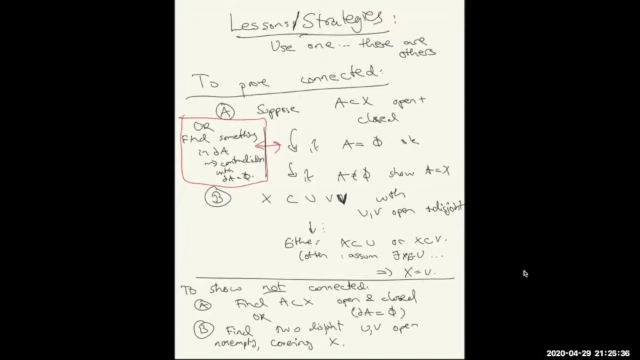 Lessons/Strategies:
Use one... there are
others
To prove connected:
Ⓐ Suppose A⊂X open +
closed
OR
Find something
in ∂A
⇝ contradiction
with
∂A=∅.
↓ if A=∅ ok
↓ if A≠∅ show A=X
Ⓑ X ⊂ U ∪ V with
U,V open + disjoint
↓:
Either X⊂U or X⊂V.
(often: assum ∃x∈U ...
⇒ X=U.
To show not connected:
Ⓐ Find A⊂X open & closed
OR (∂A=∅)
Ⓑ Find two disjoint U,V open
nonempty, covering X.
2020-04-29 21:25:36